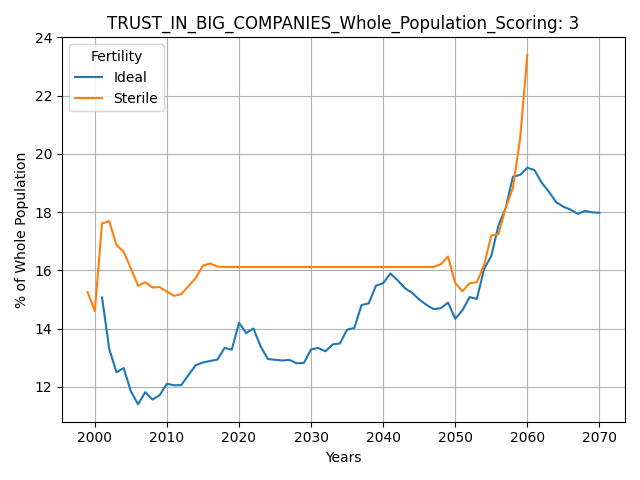 TRUST_IN_BIG_COMPANIES_Whole_Population_Scoring: 3
24
22
20
18
16
14
12
% of Whole Population
Fertility
Ideal
Sterile
2000 2010 2020 2030 2040 2050 2060 2070
Years